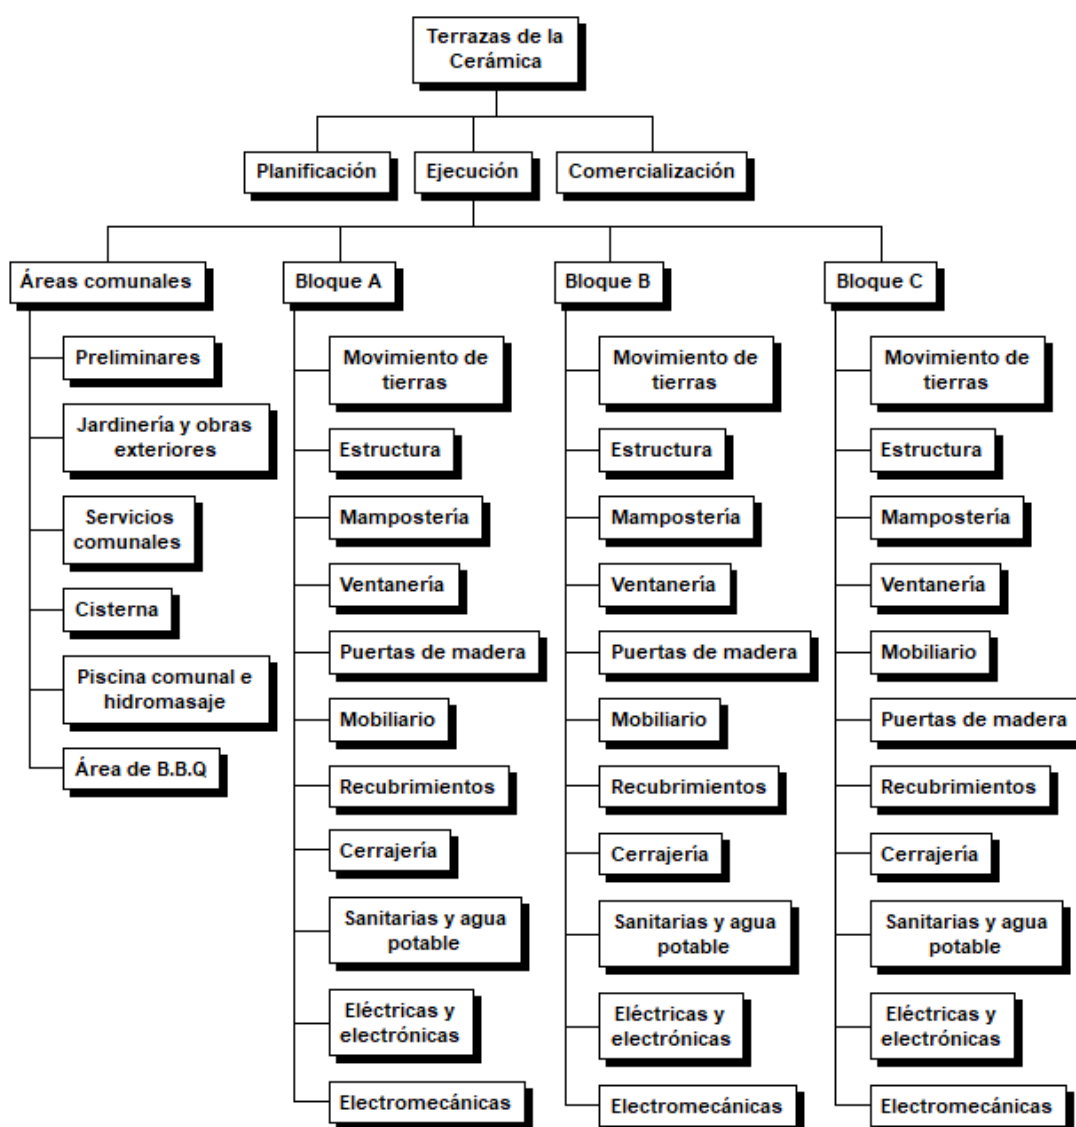 Terrazas de la
Cerámica
Planificación
Ejecución
Comercialización
Áreas comunales
Preliminares
Jardinería y obras
exteriores
Servicios
comunales
Cisterna
Piscina comunal e
hidromasaje
Área de B.B.Q
Bloque A
Movimiento de
tierras
Estructura
Mampostería
Ventanería
Puertas de madera
Mobiliario
Recubrimientos
Cerrajería
Sanitarias y agua
potable
Eléctricas y
electrónicas
Electromecánicas
Bloque B
Movimiento de
tierras
Estructura
Mampostería
Ventanería
Puertas de madera
Mobiliario
Recubrimientos
Cerrajería
Sanitarias y agua
potable
Eléctricas y
electrónicas
Electromecánicas
Bloque C
Movimiento de
tierras
Estructura
Mampostería
Ventanería
Mobiliario
Puertas de madera
Recubrimientos
Cerrajería
Sanitarias y agua
potable
Eléctricas y
electrónicas
Electromecánicas